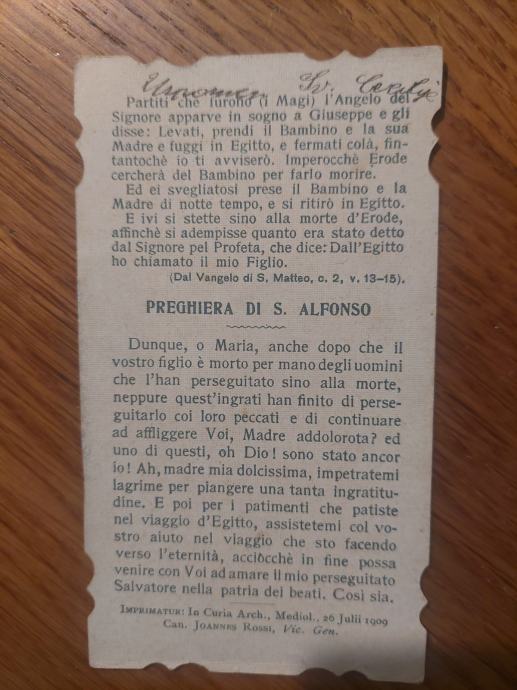 Sv. Cecilije
Partiti che furono (i Magi) l'Angelo del
Signore apparve in sogno a Giuseppe e gli
disse: Levati, prendi il Bambino e la sua
Madre e fuggi in Egitto, e fermati colà, fin-
tantochè io ti avviserò. Imperocchè Erode
cercherà del Bambino per farlo morire.
Ed ei svegliatosi prese il Bambino e la
Madre di notte tempo, e si ritirò in Egitto.
E ivi si stette sino alla morte d'Erode,
affinchè si adempisse quanto era stato detto
dal Signore pel Profeta, che dice: Dall'Egitto
ho chiamato il mio Figlio.
(Dal Vangelo di S. Matteo, c. 2, v. 13-15).
PREGHIERA DI S. ALFONSO
Dunque, o Maria, anche dopo che il
vostro figlio è morto per mano degli uomini
che l'han perseguitato sino alla morte,
neppure quest'ingrati han finito di perse-
guitarlo coi loro peccati e di continuare
ad affliggere Voi, Madre addolorota? ed
uno di questi, oh Dio! sono stato ancor
io! Ah, madre mia dolcissima, impetratemi
lagrime per piangere una tanta ingratitu-
dine. E poi per i patimenti che patiste
nel viaggio d'Egitto, assistetemi col vo-
stro aiuto nel viaggio che sto facendo
verso l'eternità, acciòcchè in fine possa
venire con Voi ad amare il mio perseguitato
Salvatore nella patria dei beati. Così sia.
IMPRIMATUR: In Curia Arch., Mediol., 26 Julii 1909
Can. JOANNES ROSSI, Vic. Gen.